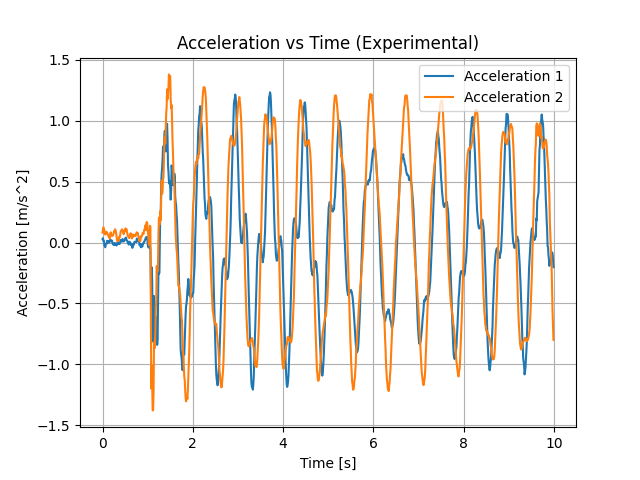 Acceleration vs Time (Experimental)
Acceleration 1
Acceleration 2
Acceleration [m/s^2]
1.5
1.0
0.5
0.0
−0.5
−1.0
−1.5
0 2 4 6 8 10
Time [s]